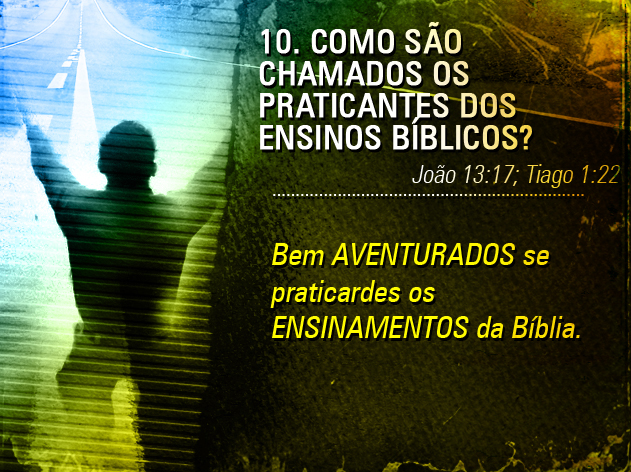 10. COMO SÃO
CHAMADOS OS
PRATICANTES DOS
ENSINOS BÍBLICOS?
João 13:17; Tiago 1:22
Bem AVENTURADOS se
praticardes os
ENSINAMENTOS da Bíblia.